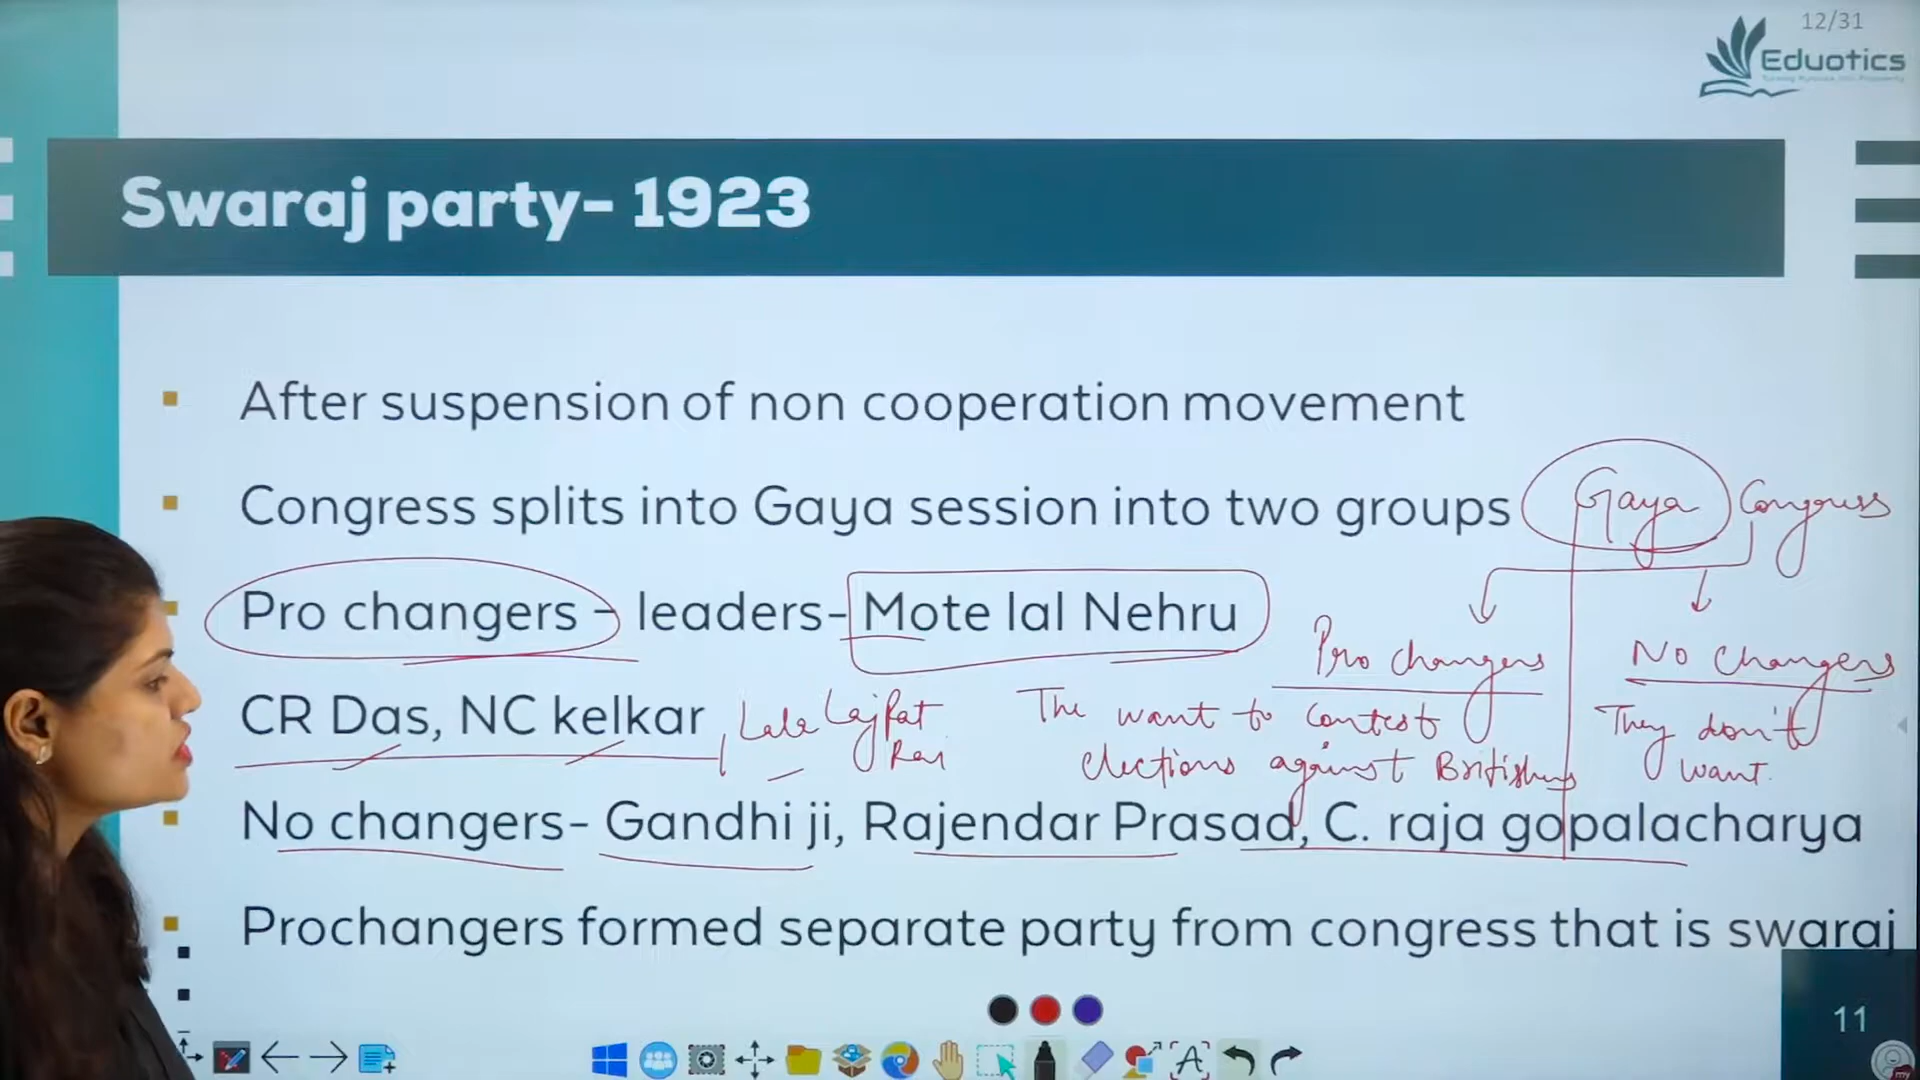 12/31
Eduotics
Swaraj party- 1923
After suspension of non cooperation movement
Congress splits into Gaya session into two groups
Gaya Congress
Pro changers - leaders- Mote lal Nehru
Pro changers
No changers
CR Das, NC kelkar, Lala Lajpat
Rai
The want to contest
elections against Britishers
They don't
want.
No changers- Gandhi ji, Rajendar Prasad, C. raja gopalacharya
Prochangers formed separate party from congress that is swaraj
11
my